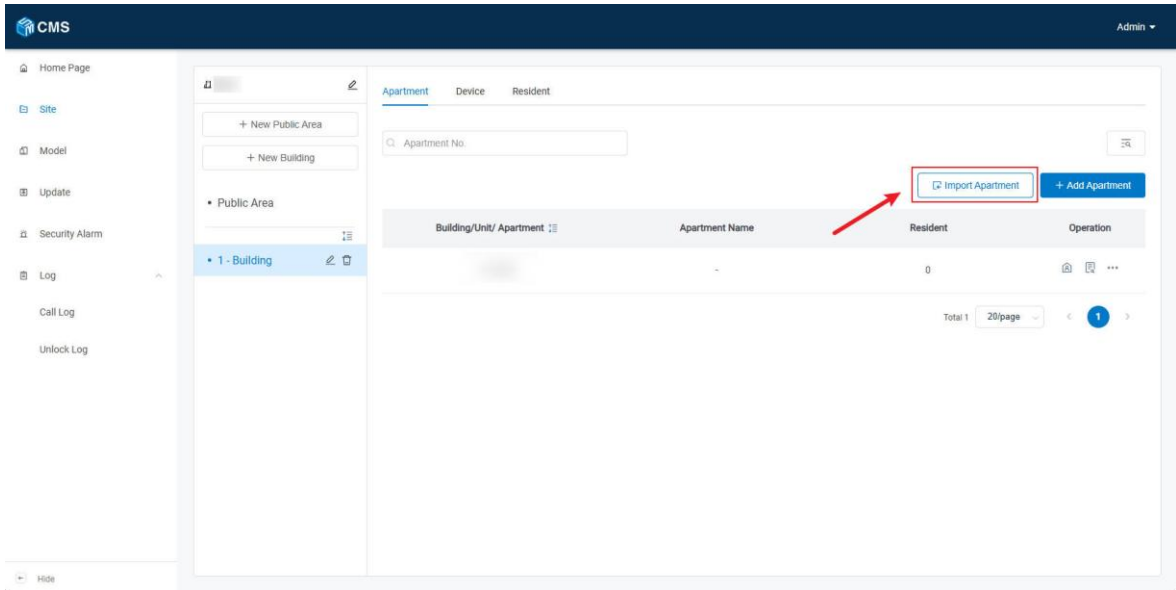 CMS
Admin
Home Page
Site
Model
Update
Security Alarm
Log
Call Log
Unlock Log
Hide
+ New Public Area
+ New Building
• Public Area
• 1 - Building
Apartment Device Resident
Apartment No.
Import Apartment + Add Apartment
Building/Unit/ Apartment Apartment Name Resident Operation
- 0
Total 1 20/page < 1 >